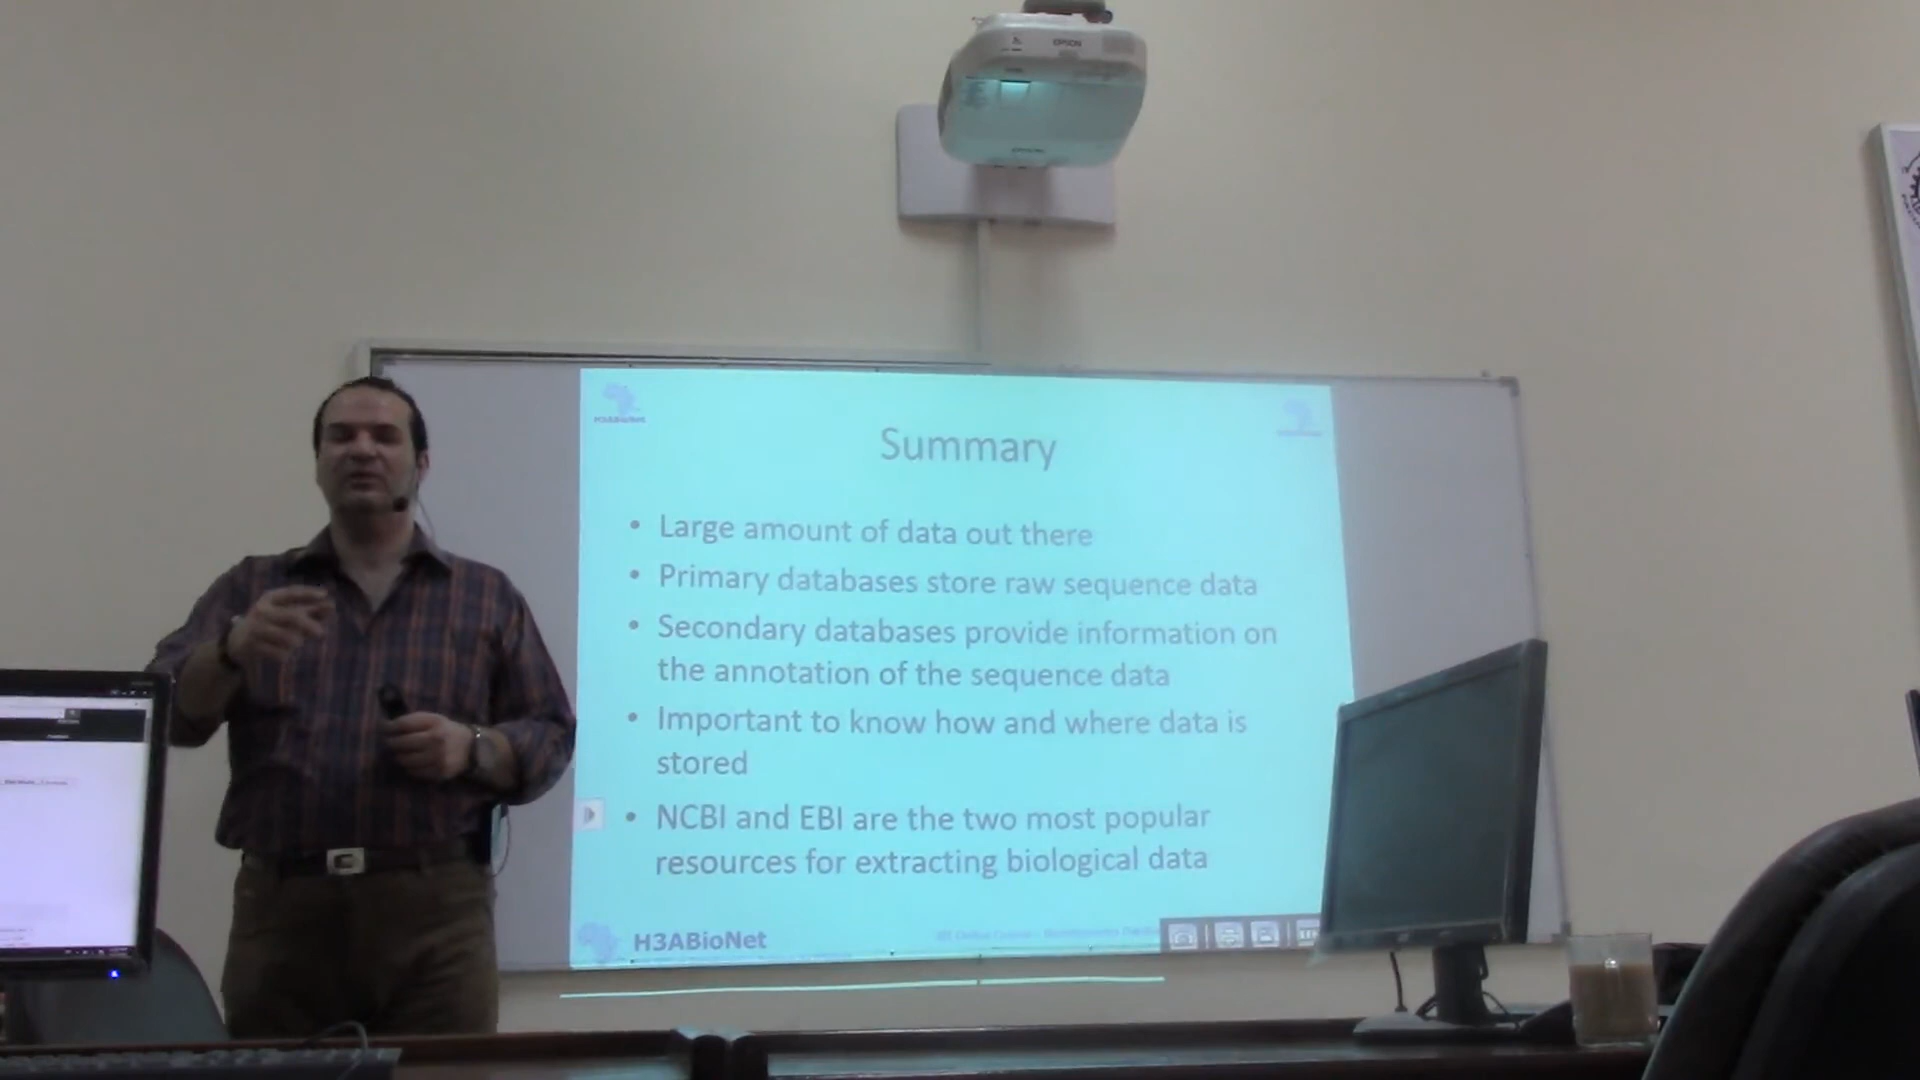 EPSON
H3ABioNet
Summary
• Large amount of data out there
• Primary databases store raw sequence data
• Secondary databases provide information on
the annotation of the sequence data
• Important to know how and where data is
stored
• NCBI and EBI are the two most popular
resources for extracting biological data
H3ABioNet